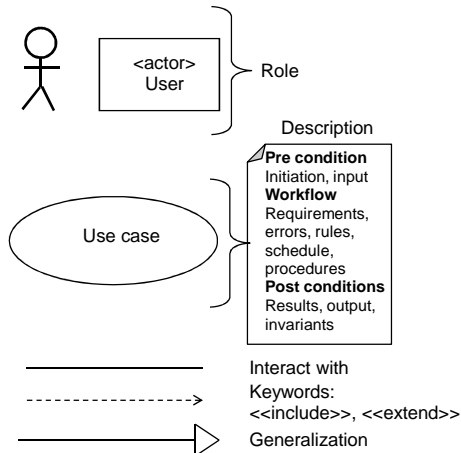 <actor>
User
Role
Description
Pre condition
Initiation, input
Workflow
Requirements,
errors, rules,
schedule,
procedures
Post conditions
Results, output,
invariants
Use case
Interact with
Keywords:
<<include>>, <<extend>>
Generalization